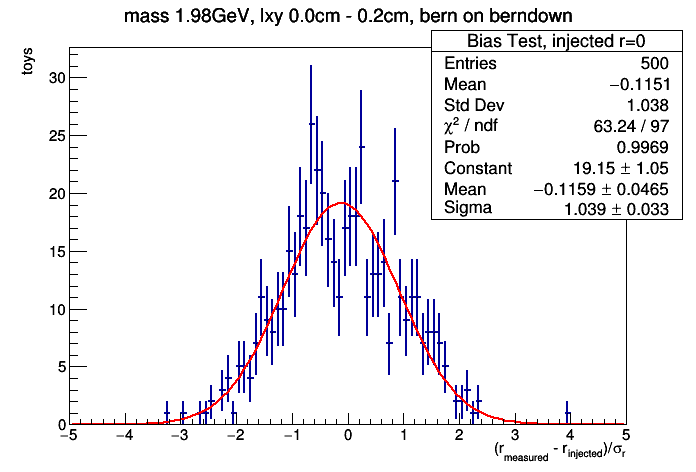 mass 1.98GeV, lxy 0.0cm - 0.2cm, bern on berndown
Bias Test, injected r=0
Entries 500
Mean −0.1151
Std Dev 1.038
χ² / ndf 63.24 / 97
Prob 0.9969
Constant 19.15 ± 1.05
Mean −0.1159 ± 0.0465
Sigma 1.039 ± 0.033
toys
30
25
20
15
10
5
0
−5 −4 −3 −2 −1 0 1 2 3 4 5
(r_measured - r_injected)/σ_r